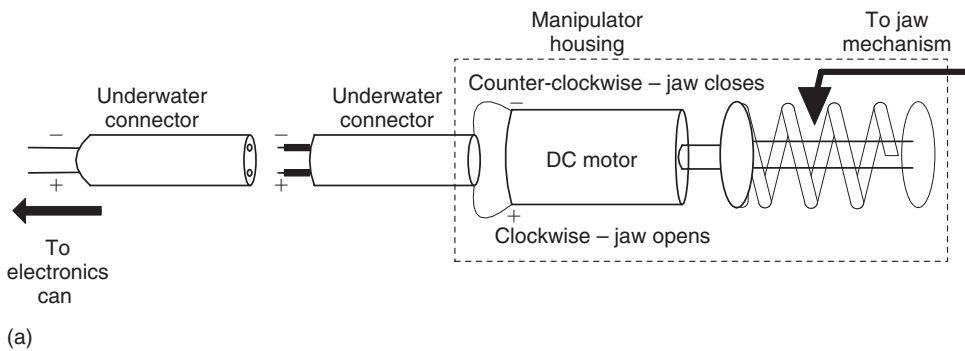 Manipulator
housing
To jaw
mechanism
Counter-clockwise – jaw closes
Underwater
connector
Underwater
connector
–
–
–
DC motor
+
+
+
Clockwise – jaw opens
To
electronics
can
(a)